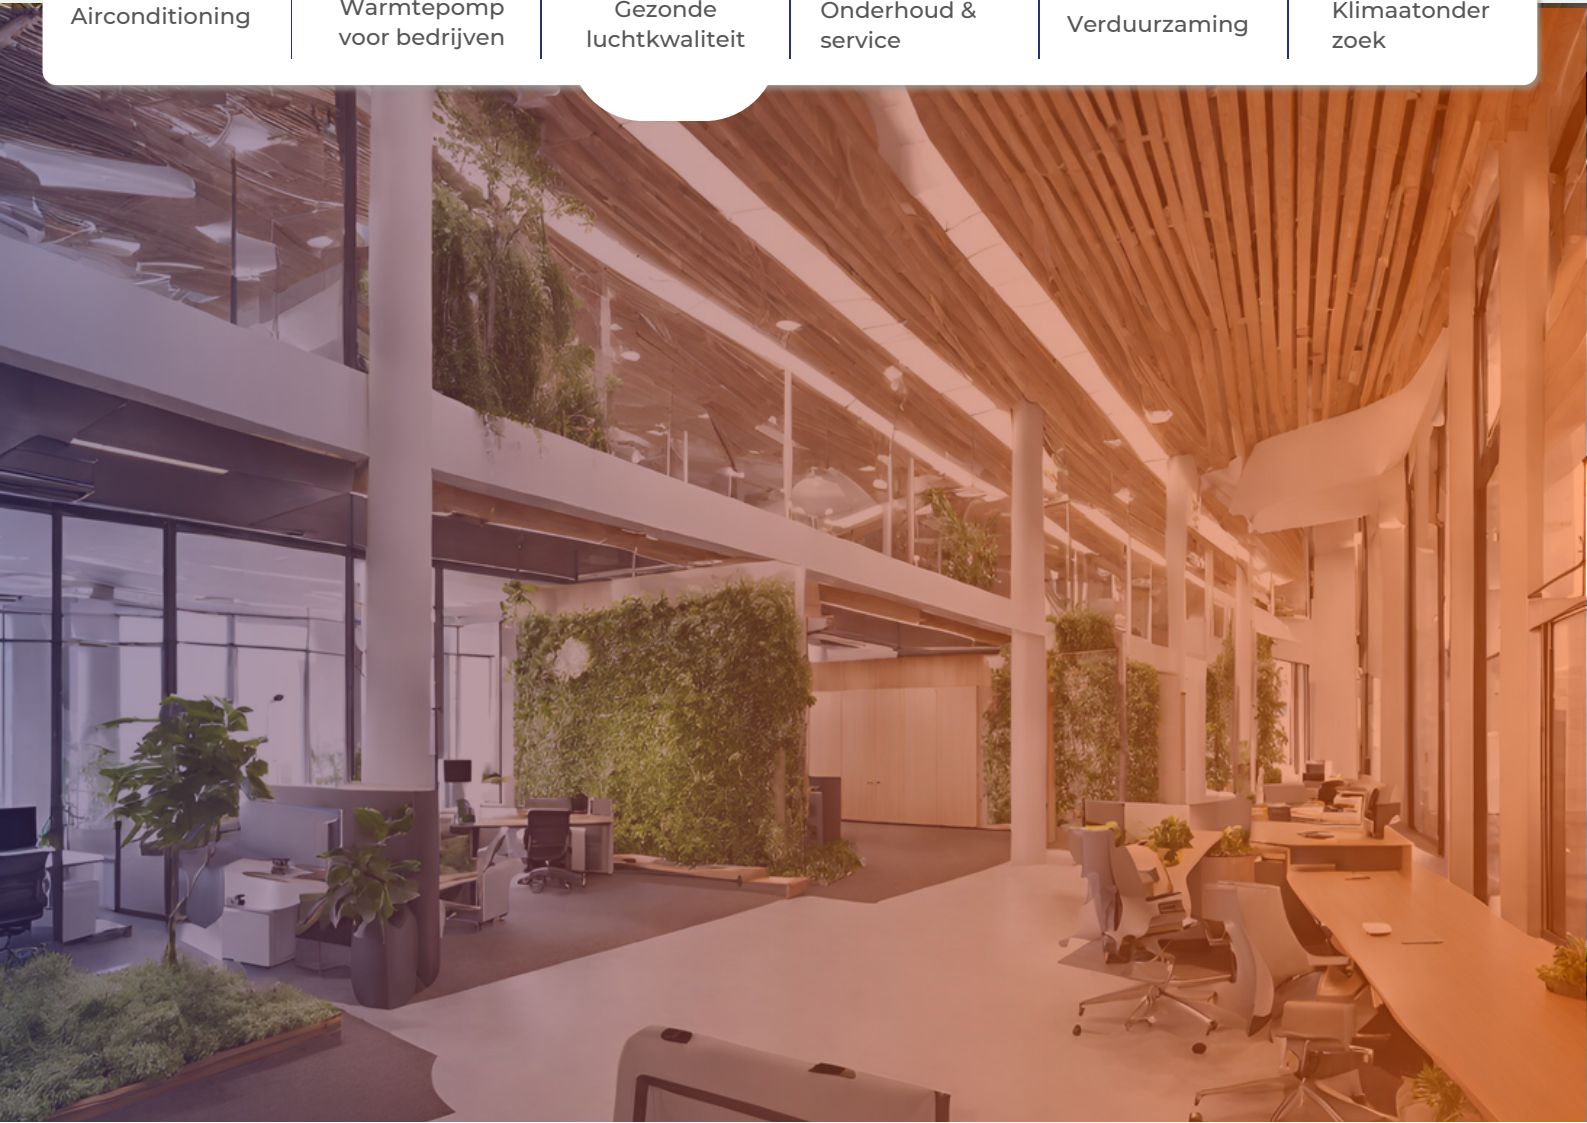 Airconditioning
Warmtepomp
voor bedrijven
Gezonde
luchtkwaliteit
Onderhoud &
service
Verduurzaming
Klimaatonder
zoek